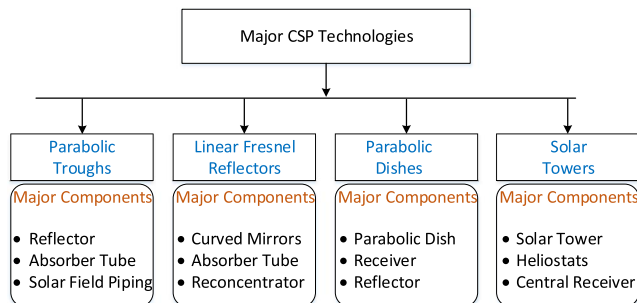 Major CSP Technologies
Parabolic
Troughs
Linear Fresnel
Reflectors
Parabolic
Dishes
Solar
Towers
Major Components
• Reflector
• Absorber Tube
• Solar Field Piping
Major Components
• Curved Mirrors
• Absorber Tube
• Reconcentrator
Major Components
• Parabolic Dish
• Receiver
• Reflector
Major Components
• Solar Tower
• Heliostats
• Central Receiver